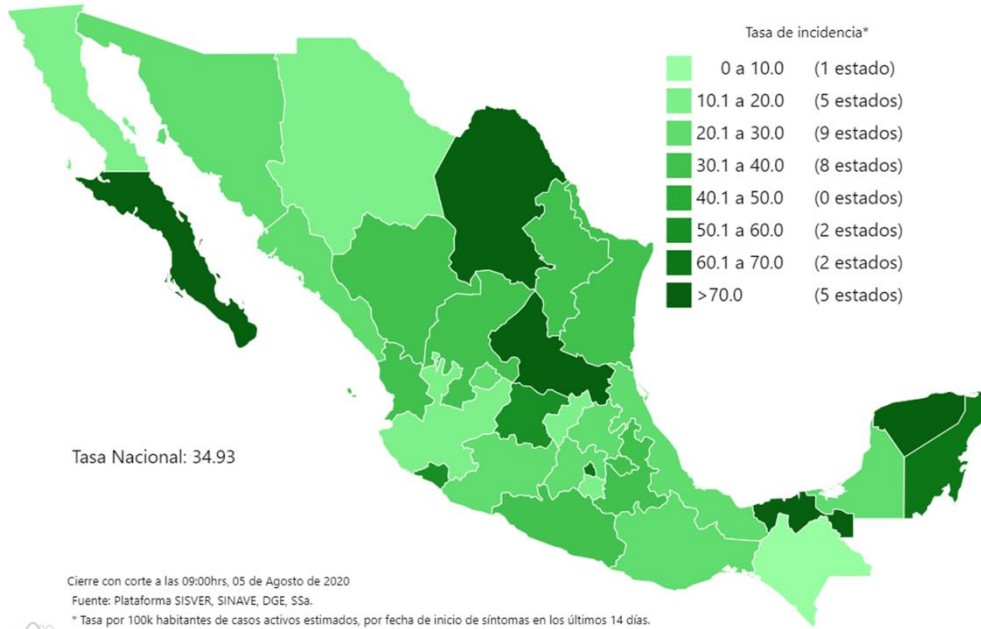 Tasa de incidencia*
0 a 10.0 (1 estado)
10.1 a 20.0 (5 estados)
20.1 a 30.0 (9 estados)
30.1 a 40.0 (8 estados)
40.1 a 50.0 (0 estados)
50.1 a 60.0 (2 estados)
60.1 a 70.0 (2 estados)
>70.0 (5 estados)
Tasa Nacional: 34.93
Cierre con corte a las 09:00hrs, 05 de Agosto de 2020
Fuente: Plataforma SISVER, SINAVE, DGE, SSa.
* Tasa por 100k habitantes de casos activos estimados, por fecha de inicio de síntomas en los últimos 14 días.